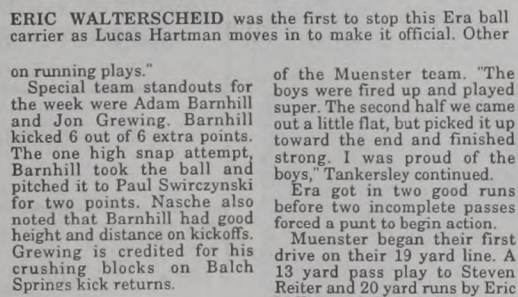 ERIC WALTERSCHEID was the first to stop this Era ball
carrier as Lucas Hartman moves in to make it official. Other
on running plays."
Special team standouts for
the week were Adam Barnhill
and Jon Grewing. Barnhill
kicked 6 out of 6 extra points.
The one high snap attempt,
Barnhill took the ball and
pitched it to Paul Swirczynski
for two points. Nasche also
noted that Barnhill had good
height and distance on kickoffs.
Grewing is credited for his
crushing blocks on Balch
Springs kick returns.
of the Muenster team. "The
boys were fired up and played
super. The second half we came
out a little flat, but picked it up
toward the end and finished
strong. I was proud of the
boys," Tankersley continued.
Era got in two good runs
before two incomplete passes
forced a punt to begin action.
Muenster began their first
drive on their 19 yard line. A
13 yard pass play to Steven
Reiter and 20 yard runs by Eric